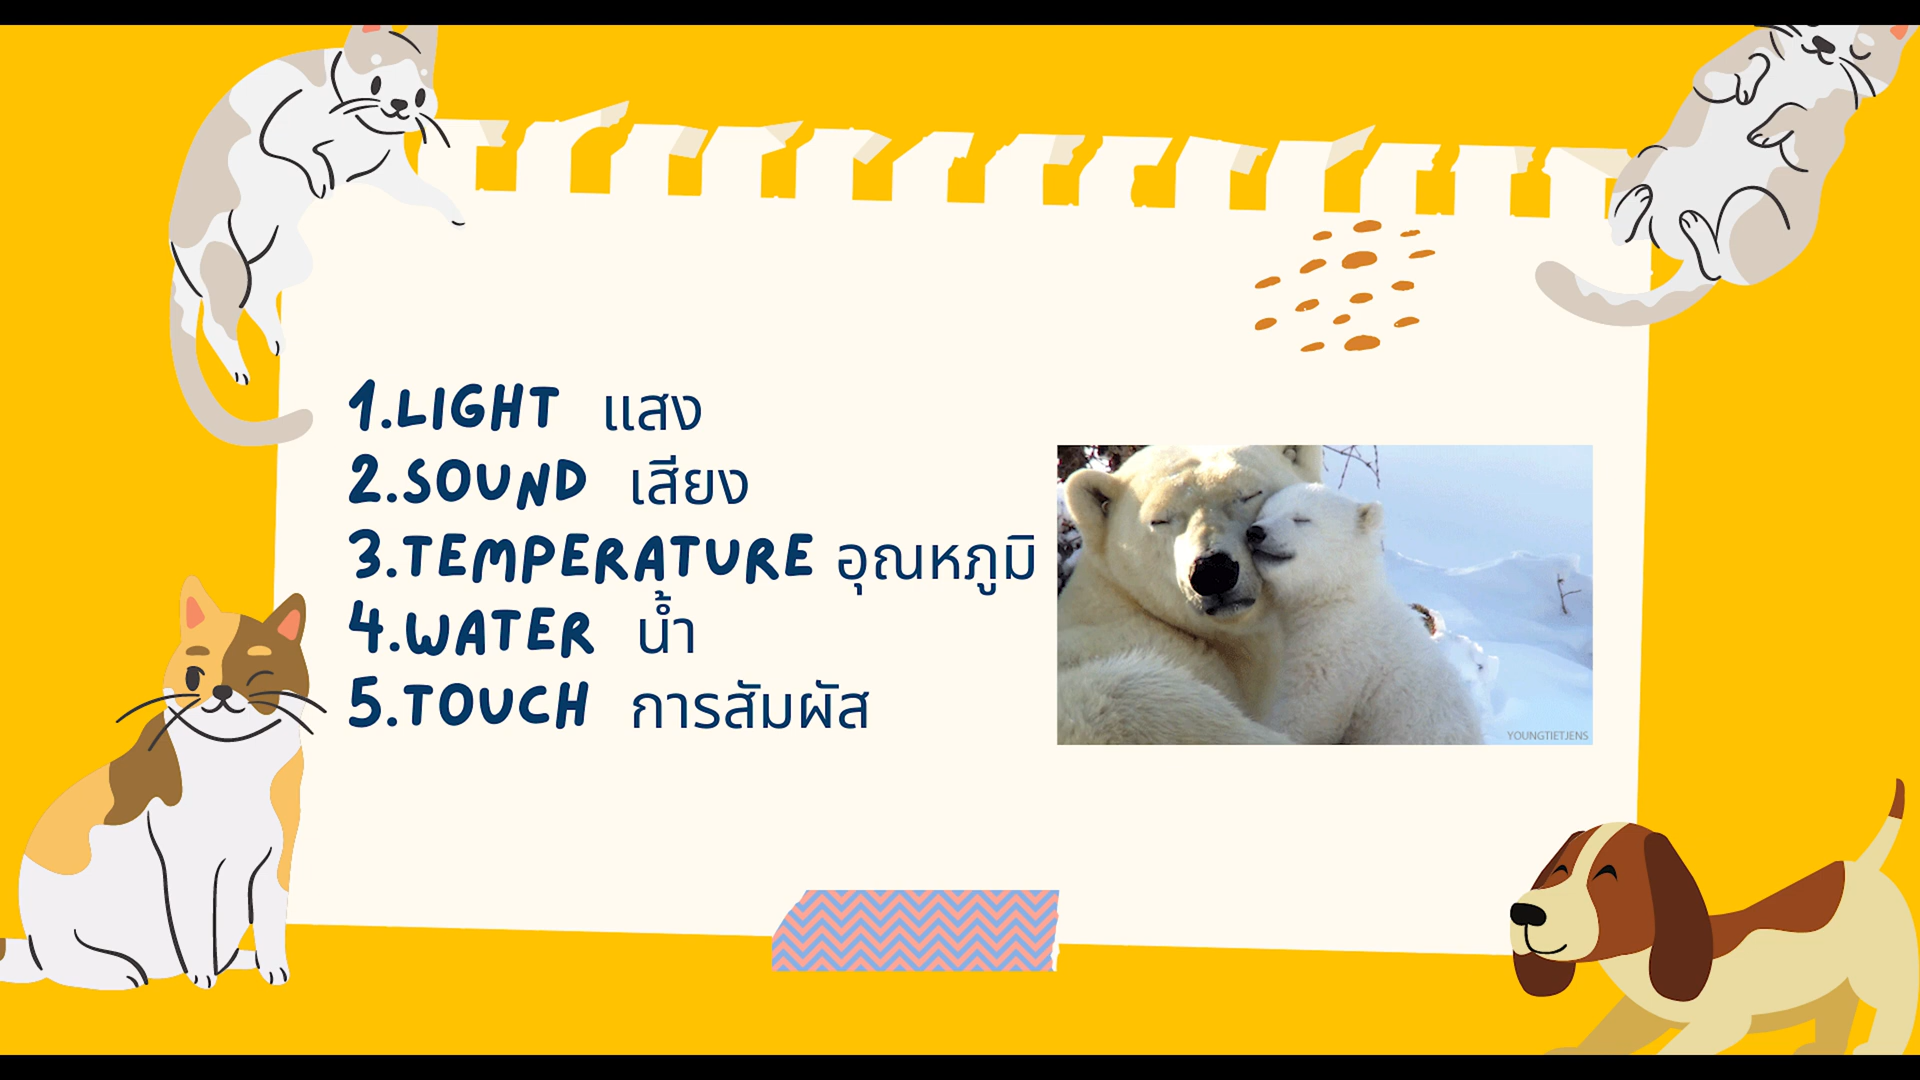 1.LIGHT แสง
2.SOUND เสียง
3.TEMPERATURE อุณหภูมิ
4.WATER น้ำ
5.TOUCH การสัมผัส
YOUNGTIETJENS